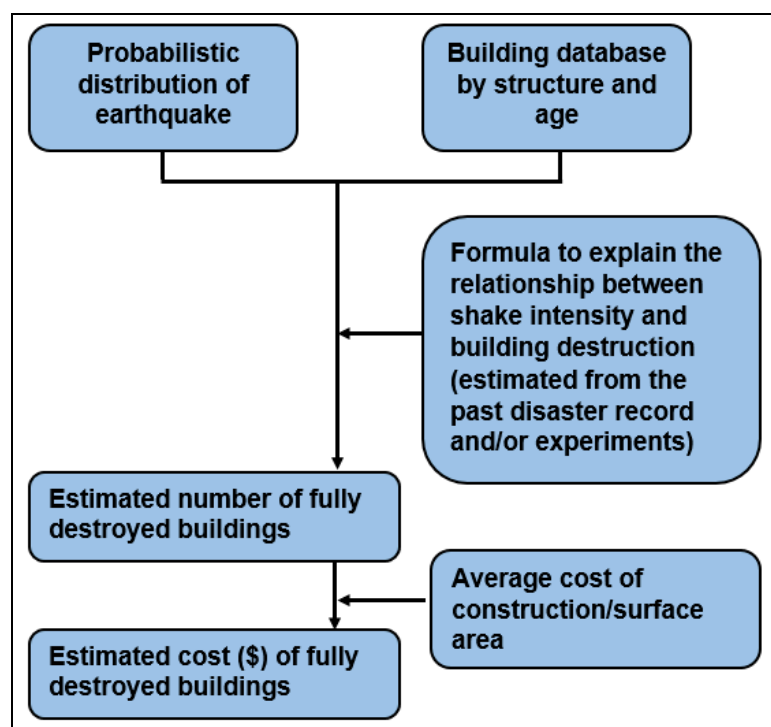 Probabilistic
distribution of
earthquake
Building database
by structure and
age
Formula to explain the
relationship between
shake intensity and
building destruction
(estimated from the
past disaster record
and/or experiments)
Estimated number of fully
destroyed buildings
Average cost of
construction/surface
area
Estimated cost ($) of fully
destroyed buildings